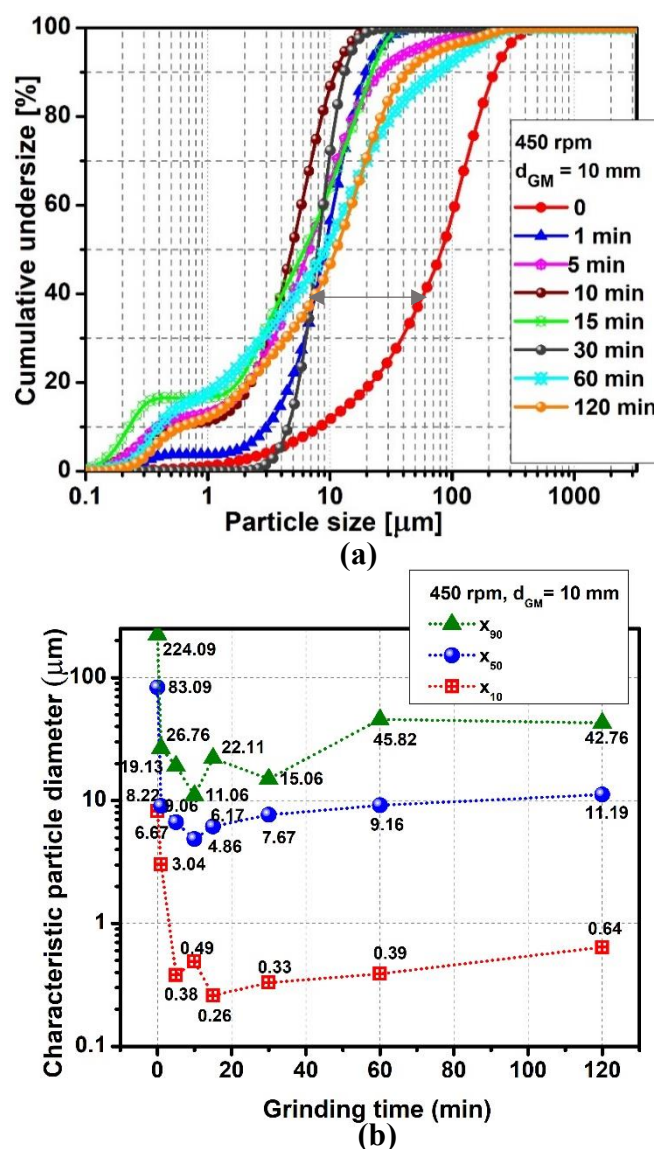 100
80
60
40
20
0
Cumulative undersize [%]
0.1
1
10
100
1000
Particle size [μm]
450 rpm
d_GM = 10 mm
0
1 min
5 min
10 min
15 min
30 min
60 min
120 min
(a)
450 rpm, d_GM = 10 mm
x_90
x_50
x_10
100
10
1
0.1
Characteristic particle diameter (μm)
224.09
83.09
26.76
19.13
22.11
15.06
45.82
42.76
8.22
9.06
11.06
6.67
6.17
4.86
7.67
9.16
11.19
3.04
0.49
0.38
0.26
0.33
0.39
0.64
0
20
40
60
80
100
120
Grinding time (min)
(b)